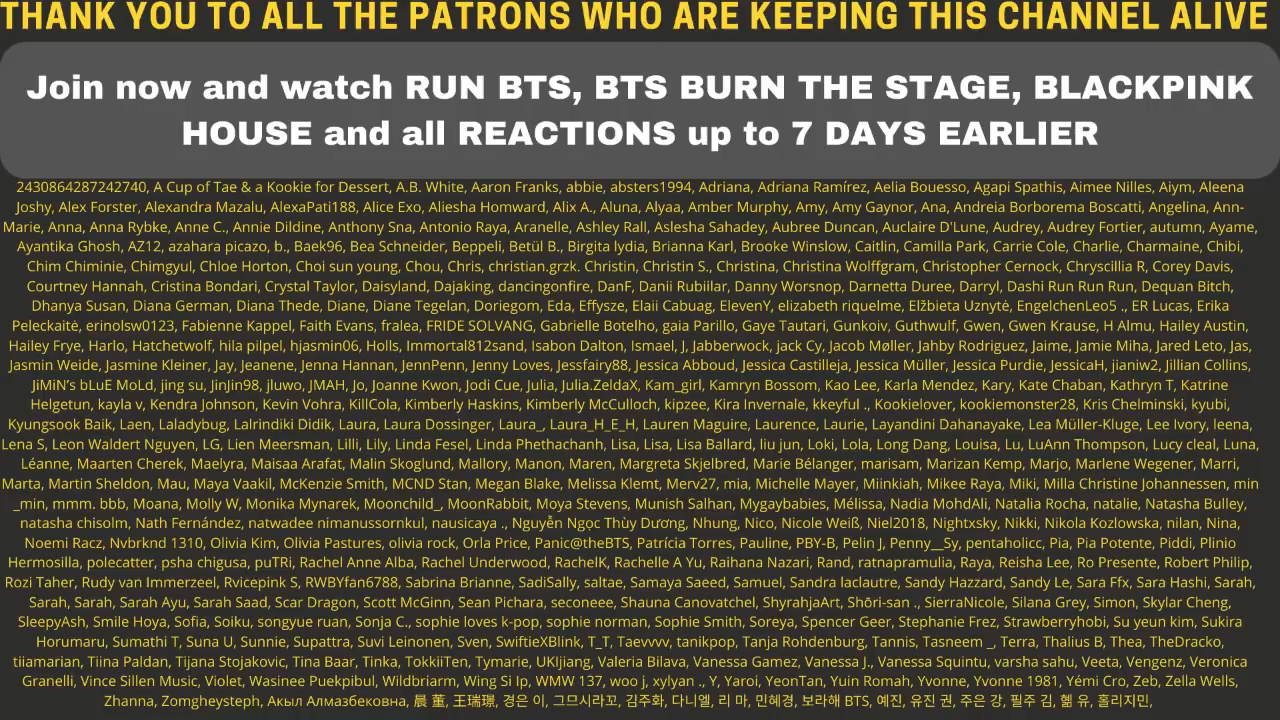 THANK YOU TO ALL THE PATRONS WHO ARE KEEPING THIS CHANNEL ALIVE
Join now and watch RUN BTS, BTS BURN THE STAGE, BLACKPINK
HOUSE and all REACTIONS up to 7 DAYS EARLIER
2430864287242740, A Cup of Tae & a Kookie for Dessert, A.B. White, Aaron Franks, abbie, absters1994, Adriana, Adriana Ramírez, Aelia Bouesso, Agapi Spathis, Aimee Nilles, Aiym, Aleena
Joshy, Alex Forster, Alexandra Mazalu, AlexaPati188, Alice Exo, Aliesha Homward, Alix A., Aluna, Alyaa, Amber Murphy, Amy, Amy Gaynor, Ana, Andreia Borborema Boscatti, Angelina, Ann-
Marie, Anna, Anna Rybke, Anne C., Annie Dildine, Anthony Sna, Antonio Raya, Aranelle, Ashley Rall, Aslesha Sahadey, Aubree Duncan, Auclaire D'Lune, Audrey, Audrey Fortier, autumn, Ayame,
Ayantika Ghosh, AZ12, azahara picazo, b., Baek96, Bea Schneider, Beppeli, Betül B., Birgita lydia, Brianna Karl, Brooke Winslow, Caitlin, Camilla Park, Carrie Cole, Charlie, Charmaine, Chibi,
Chim Chiminie, Chimgyul, Chloe Horton, Choi sun young, Chou, Chris, christian.grzk. Christin, Christin S., Christina, Christina Wolffgram, Christopher Cernock, Chryscillia R, Corey Davis,
Courtney Hannah, Cristina Bondari, Crystal Taylor, Daisyland, Dajaking, dancingonfire, DanF, Danii Rubiilar, Danny Worsnop, Darnetta Duree, Darryl, Dashi Run Run Run, Dequan Bitch,
Dhanya Susan, Diana German, Diana Thede, Diane, Diane Tegelan, Doriegom, Eda, Effysze, Elaii Cabuag, ElevenY, elizabeth riquelme, Elžbieta Uznytė, EngelchenLeo5 ., ER Lucas, Erika
Peleckaitė, erinolsw0123, Fabienne Kappel, Faith Evans, fralea, FRIDE SOLVANG, Gabrielle Botelho, gaia Parillo, Gaye Tautari, Gunkoiv, Guthwulf, Gwen, Gwen Krause, H Almu, Hailey Austin,
Hailey Frye, Harlo, Hatchetwolf, hila pilpel, hjasmin06, Holls, Immortal812sand, Isabon Dalton, Ismael, J, Jabberwock, jack Cy, Jacob Møller, Jahby Rodriguez, Jaime, Jamie Miha, Jared Leto, Jas,
Jasmin Weide, Jasmine Kleiner, Jay, Jeanene, Jenna Hannan, JennPenn, Jenny Loves, Jessfairy88, Jessica Abboud, Jessica Castilleja, Jessica Müller, Jessica Purdie, JessicaH, jianiw2, Jillian Collins,
JiMiN's bLuE MoLd, jing su, JinJin98, jluwo, JMAH, Jo, Joanne Kwon, Jodi Cue, Julia, Julia.ZeldaX, Kam_girl, Kamryn Bossom, Kao Lee, Karla Mendez, Kary, Kate Chaban, Kathryn T, Katrine
Helgetun, kayla v, Kendra Johnson, Kevin Vohra, KillCola, Kimberly Haskins, Kimberly McCulloch, kipzee, Kira Invernale, kkeyful ., Kookielover, kookiemonster28, Kris Chelminski, kyubi,
Kyungsook Baik, Laen, Laladybug, Lalrindiki Didik, Laura, Laura Dossinger, Laura_, Laura_H_E_H, Lauren Maguire, Laurence, Laurie, Layandini Dahanayake, Lea Müller-Kluge, Lee Ivory, leena,
Lena S, Leon Waldert Nguyen, LG, Lien Meersman, Lilli, Lily, Linda Fesel, Linda Phethachanh, Lisa, Lisa, Lisa Ballard, liu jun, Loki, Lola, Long Dang, Louisa, Lu, LuAnn Thompson, Lucy cleal, Luna,
Léanne, Maarten Cherek, Maelyra, Maisaa Arafat, Malin Skoglund, Mallory, Manon, Maren, Margreta Skjelbred, Marie Bélanger, marisam, Marizan Kemp, Marjo, Marlene Wegener, Marri,
Marta, Martin Sheldon, Mau, Maya Vaakil, McKenzie Smith, MCND Stan, Megan Blake, Melissa Klemt, Merv27, mia, Michelle Mayer, Miinkiah, Mikee Raya, Miki, Milla Christine Johannessen, min
_min, mmm. bbb, Moana, Molly W, Monika Mynarek, Moonchild_, MoonRabbit, Moya Stevens, Munish Salhan, Mygaybabies, Mélissa, Nadia MohdAli, Natalia Rocha, natalie, Natasha Bulley,
natasha chisolm, Nath Fernández, natwadee nimanussornkul, nausicaya ., Nguyễn Ngọc Thùy Dương, Nhung, Nico, Nicole Weiß, Niel2018, Nightxsky, Nikki, Nikola Kozlowska, nilan, Nina,
Noemi Racz, Nvbrknd 1310, Olivia Kim, Olivia Pastures, olivia rock, Orla Price, Panic@theBTS, Patrícia Torres, Pauline, PBY-B, Pelin J, Penny__Sy, pentaholicc, Pia, Pia Potente, Piddi, Plinio
Hermosilla, polecatter, psha chigusa, puTRi, Rachel Anne Alba, Rachel Underwood, RachelK, Rachelle A Yu, Raihana Nazari, Rand, ratnapramulia, Raya, Reisha Lee, Ro Presente, Robert Philip,
Rozi Taher, Rudy van Immerzeel, Rvicepink S, RWBYfan6788, Sabrina Brianne, SadiSally, saltae, Samaya Saeed, Samuel, Sandra Iaclautre, Sandy Hazzard, Sandy Le, Sara Ffx, Sara Hashi, Sarah,
Sarah, Sarah, Sarah Ayu, Sarah Saad, Scar Dragon, Scott McGinn, Sean Pichara, seconeee, Shauna Canovatchel, ShyrahjaArt, Shōri-san ., SierraNicole, Silana Grey, Simon, Skylar Cheng,
SleepyAsh, Smile Hoya, Sofia, Soiku, songyue ruan, Sonja C., sophie loves k-pop, sophie norman, Sophie Smith, Soreya, Spencer Geer, Stephanie Frez, Strawberryhobi, Su yeun kim, Sukira
Horumaru, Sumathi T, Suna U, Sunnie, Supattra, Suvi Leinonen, Sven, SwiftieXBlink, T_T, Taevvvv, tanikpop, Tanja Rohdenburg, Tannis, Tasneem _, Terra, Thalius B, Thea, TheDracko,
tiiamarian, Tiina Paldan, Tijana Stojakovic, Tina Baar, Tinka, TokkiiTen, Tymarie, UKIjiang, Valeria Bilava, Vanessa Gamez, Vanessa J., Vanessa Squintu, varsha sahu, Veeta, Vengenz, Veronica
Granelli, Vince Sillen Music, Violet, Wasinee Puekpibul, Wildbriarm, Wing Si Ip, WMW 137, woo j, xylyan ., Y, Yaroi, YeonTan, Yuin Romah, Yvonne, Yvonne 1981, Yémi Cro, Zeb, Zella Wells,
Zhanna, Zomgheysteph, Акыл Алмазбековна, 晨 董, 王瑞璟, 경은 이, 그므시라꼬, 김주화, 다니엘, 리 마, 민혜경, 보라해 BTS, 예진, 유진 권, 주은 강, 필주 김, 혦 유, 홀리지민,